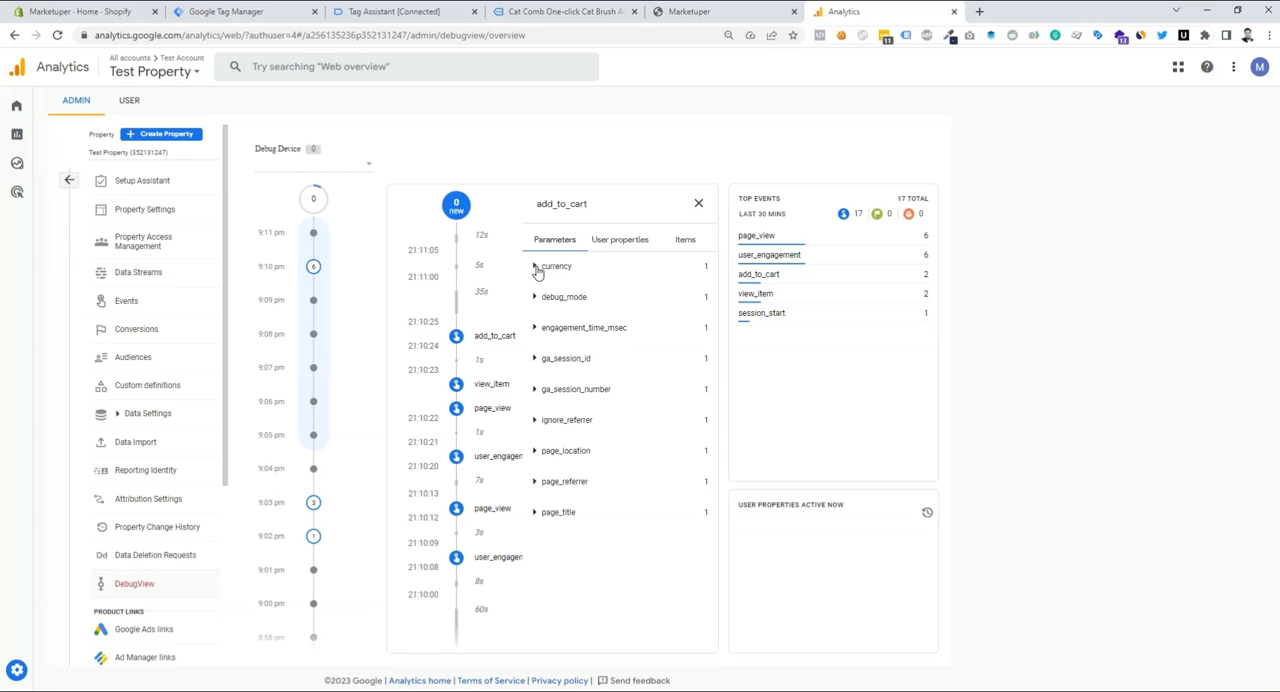 Marketuper · Home · Shopify
Google Tag Manager
Tag Assistant [Connected]
Cat Comb One-click Cat Brush A
Marketuper
Analytics
analytics.google.com/analytics/web/?authuser=4#/a256135236p352131247/admin/debugview/overview
11
13
Analytics
All accounts > Test Account
Test Property
Try searching "Web overview"
M
ADMIN
USER
Property
+ Create Property
Test Property (352131247)
Setup Assistant
Property Settings
Property Access
Management
Data Streams
Events
Conversions
Audiences
Custom definitions
Data Settings
Data Import
Reporting Identity
Attribution Settings
Property Change History
Dd Data Deletion Requests
DebugView
PRODUCT LINKS
Google Ads links
Ad Manager links
Debug Device 0
0
9:11 pm
9:10 pm 6
9:09 pm
9:08 pm
9:07 pm
9:06 pm
9:05 pm
9:04 pm
9:03 pm 3
9:02 pm 1
9:01 pm
9:00 pm
8:58 pm
0
new
12s
21:11:05
5s
21:11:00
35s
21:10:25
add_to_cart
21:10:24
1s
21:10:23
view_item
page_view
21:10:22
1s
21:10:21
user_engagen
21:10:20
7s
21:10:13
page_view
21:10:12
3s
21:10:09
user_engagen
21:10:08
8s
21:10:00
60s
add_to_cart
Parameters
User properties
Items
currency 1
debug_mode 1
engagement_time_msec 1
ga_session_id 1
ga_session_number 1
ignore_referrer 1
page_location 1
page_referrer 1
page_title 1
TOP EVENTS 17 TOTAL
LAST 30 MINS 17 0 0
page_view 6
user_engagement 6
add_to_cart 2
view_item 2
session_start 1
USER PROPERTIES ACTIVE NOW
©2023 Google | Analytics home | Terms of Service | Privacy policy | Send feedback